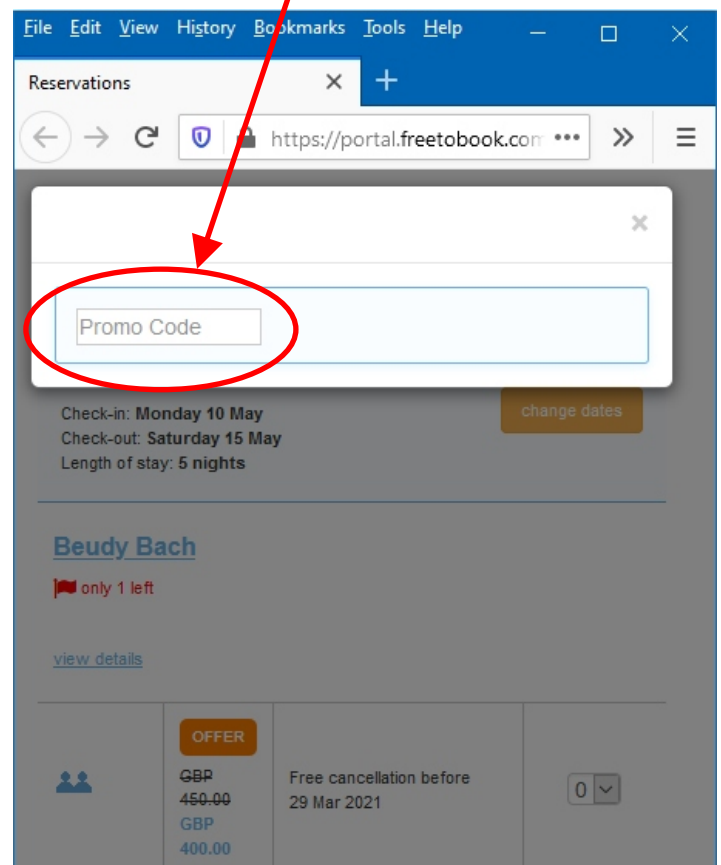 File Edit View History Bookmarks Tools Help
Reservations
https://portal.freetobook.com
Promo Code
Check-in: Monday 10 May
change dates
Check-out: Saturday 15 May
Length of stay: 5 nights
Beudy Bach
only 1 left
view details
OFFER
GBP
450.00
GBP
400.00
Free cancellation before
29 Mar 2021
0